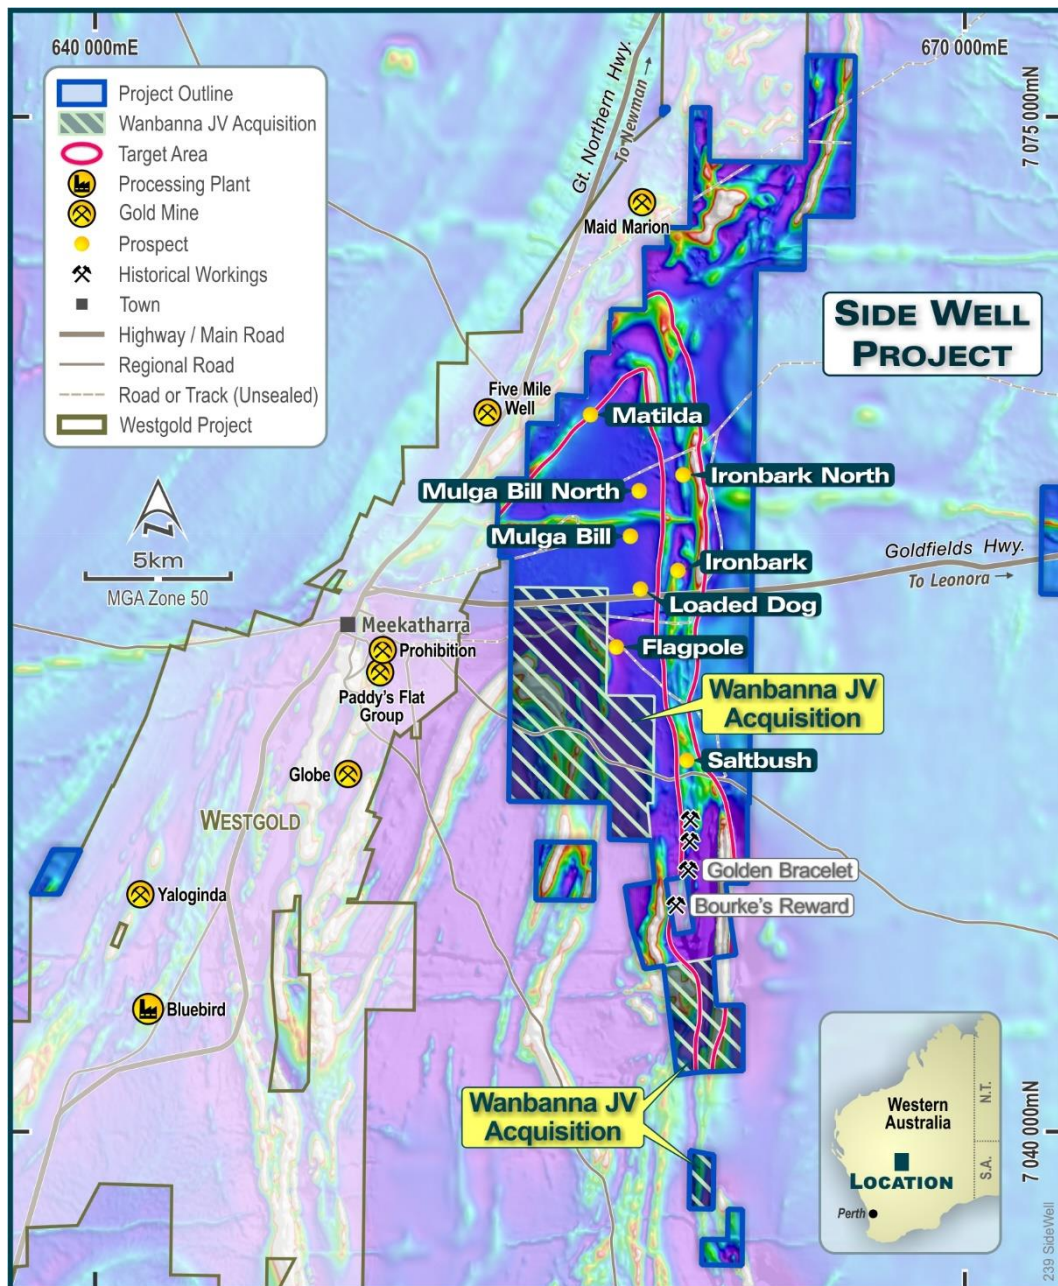 640 000mE
670 000mE
Project Outline
Wanbanna JV Acquisition
Target Area
Processing Plant
Gold Mine
Prospect
Historical Workings
Town
Highway / Main Road
Regional Road
Road or Track (Unsealed)
Westgold Project
Gt. Northern Hwy.
To Newman →
7 075 000mN
Maid Marion
SIDE WELL
PROJECT
Five Mile
Well
Matilda
Ironbark North
Mulga Bill North
Mulga Bill
N
5km
MGA Zone 50
Goldfields Hwy.
To Leonora →
Ironbark
Loaded Dog
Meekatharra
Prohibition
Flagpole
Paddy's Flat
Group
Wanbanna JV
Acquisition
Saltbush
Globe
WESTGOLD
Golden Bracelet
Yaloginda
Bourke's Reward
Bluebird
Wanbanna JV
Acquisition
Western
Australia
N.T.
S.A.
LOCATION
Perth
7 040 000mN
239 SideWell